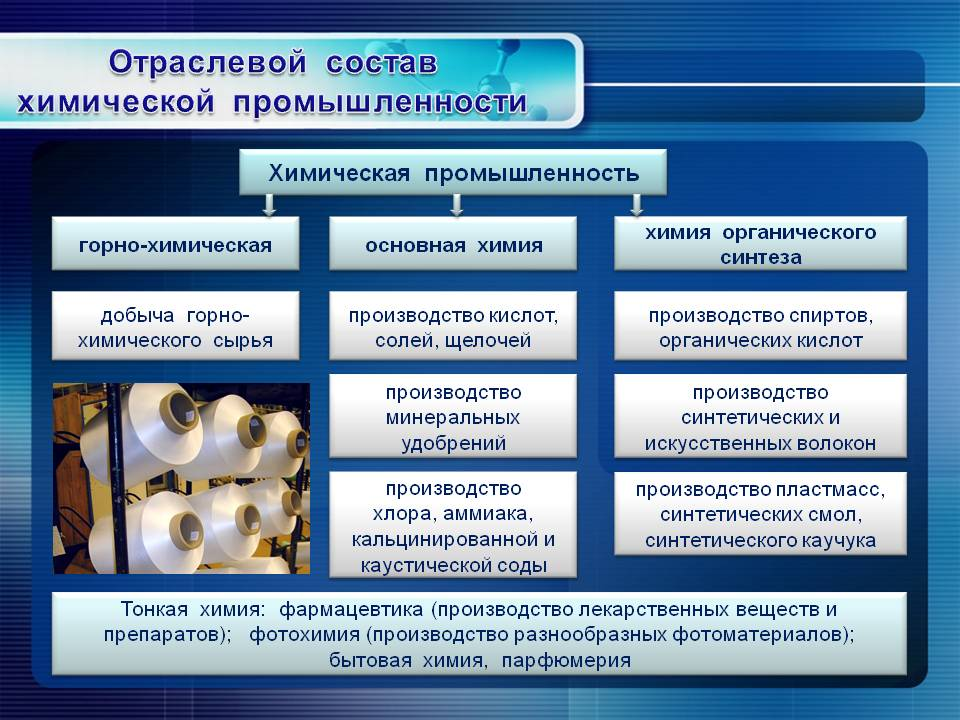 Отраслевой состав
химической промышленности
Химическая промышленность
горно-химическая
основная химия
химия органического
синтеза
добыча горно-
химического сырья
производство кислот,
солей, щелочей
производство спиртов,
органических кислот
производство
минеральных
удобрений
производство
синтетических и
искусственных волокон
производство
хлора, аммиака,
кальцинированной и
каустической соды
производство пластмасс,
синтетических смол,
синтетического каучука
Тонкая химия: фармацевтика (производство лекарственных веществ и
препаратов); фотохимия (производство разнообразных фотоматериалов);
бытовая химия, парфюмерия